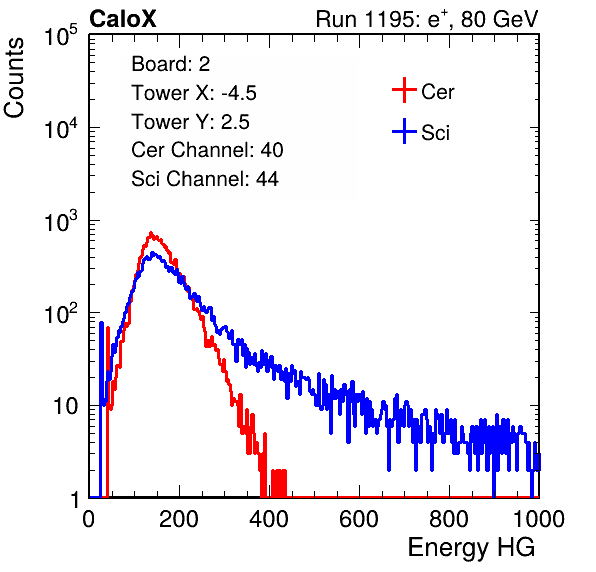 CaloX Run 1195: e⁺, 80 GeV
Counts
Board: 2
Tower X: -4.5
Tower Y: 2.5
Cer Channel: 40
Sci Channel: 44
Cer
Sci
10⁵
10⁴
10³
10²
10
1
0 200 400 600 800 1000
Energy HG